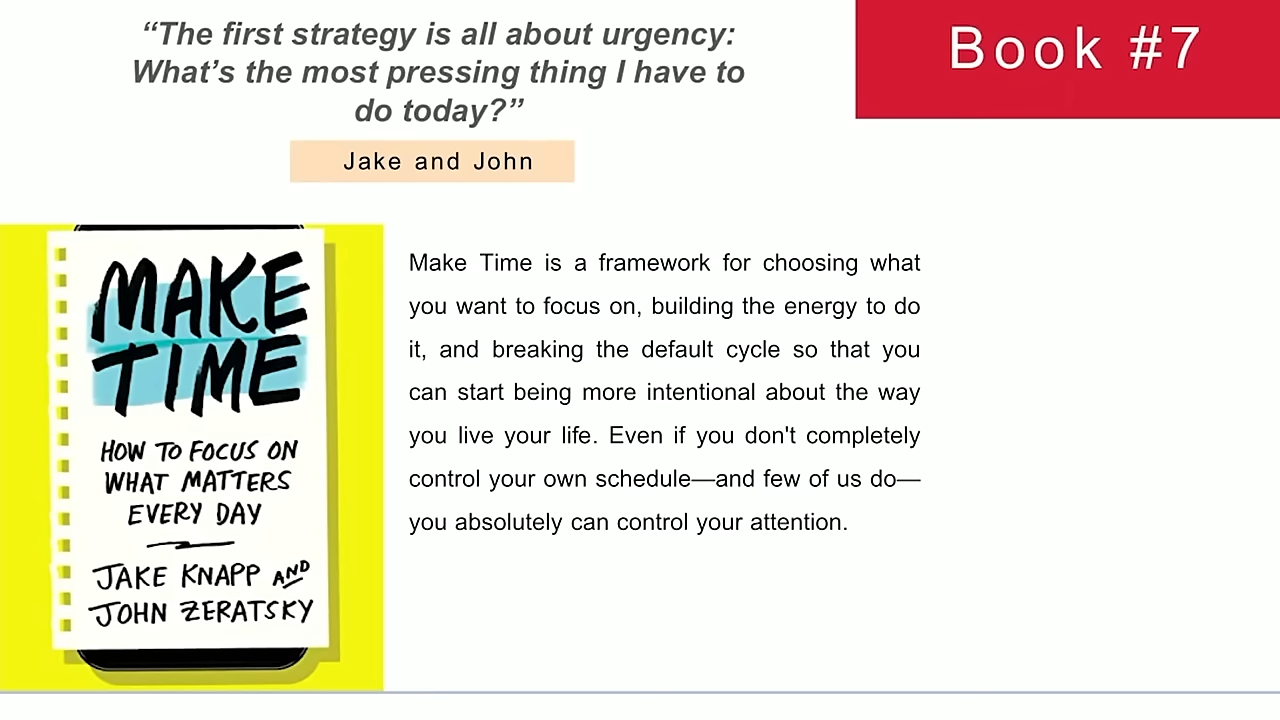 “The first strategy is all about urgency:
What’s the most pressing thing I have to
do today?”
Jake and John
Book #7
MAKE
TIME
HOW TO FOCUS ON
WHAT MATTERS
EVERY DAY
JAKE KNAPP AND
JOHN ZERATSKY
Make Time is a framework for choosing what
you want to focus on, building the energy to do
it, and breaking the default cycle so that you
can start being more intentional about the way
you live your life. Even if you don't completely
control your own schedule—and few of us do—
you absolutely can control your attention.